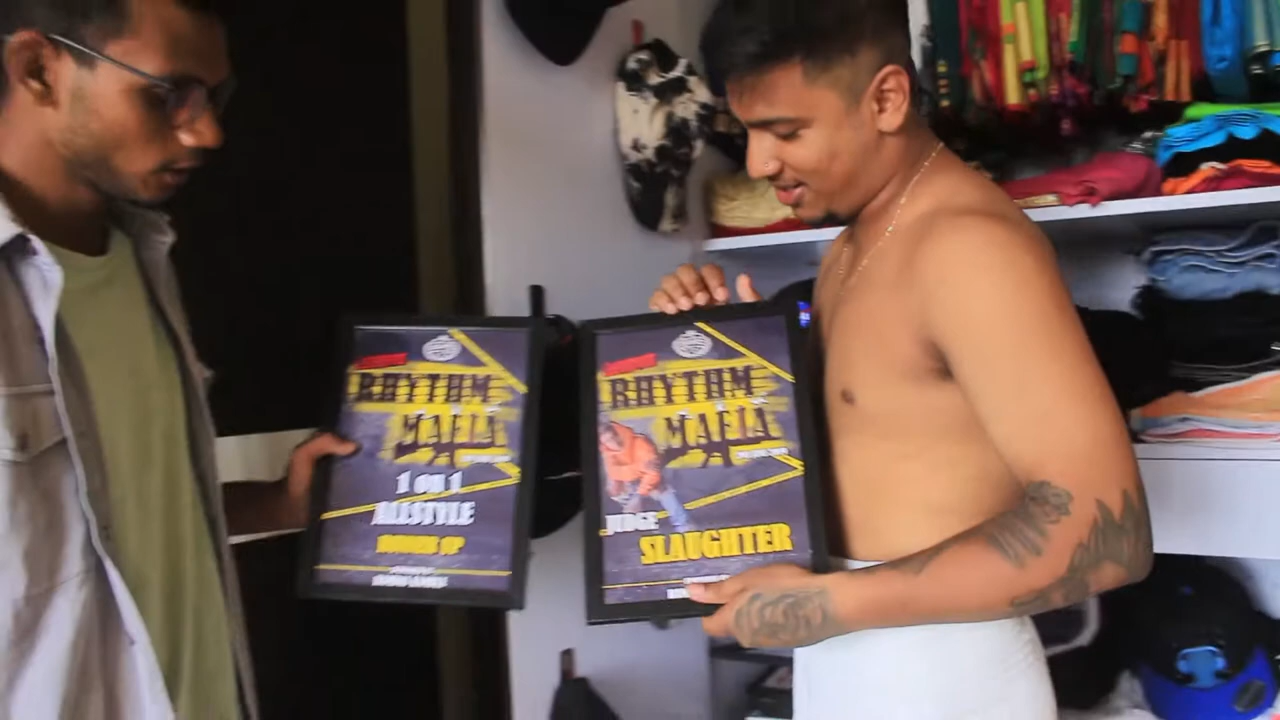 RHYTHM
MAFIA
1 ON 1
ALLSTYLE
RUNNER UP
RHYTHM
MAFIA
JUDGE
SLAUGHTER